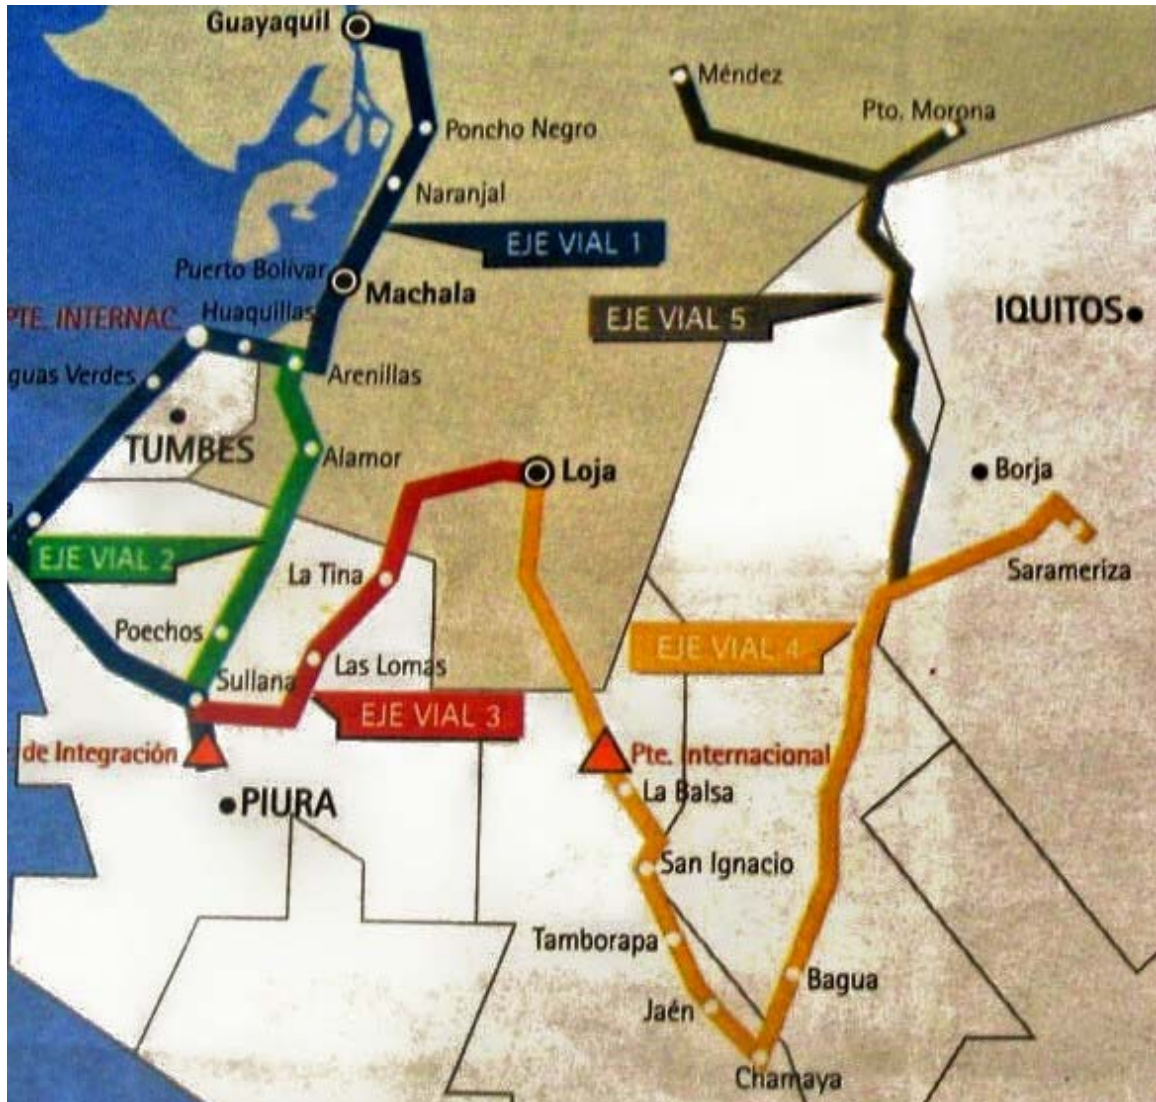 Guayaquil
Méndez
Pto. Morona
Poncho Negro
Naranjal
EJE VIAL 1
Puerto Bolívar
Machala
Huaquillas
PTE. INTERNAC.
EJE VIAL 5
IQUITOS
guas Verdes
Arenillas
TUMBES
Alamor
Loja
Borja
EJE VIAL 2
La Tina
Sarameriza
Poechos
EJE VIAL 4
Las Lomas
Sullana
EJE VIAL 3
de Integración
Pte. Internacional
PIURA
La Balsa
San Ignacio
Tamborapa
Bagua
Jaén
Chamaya